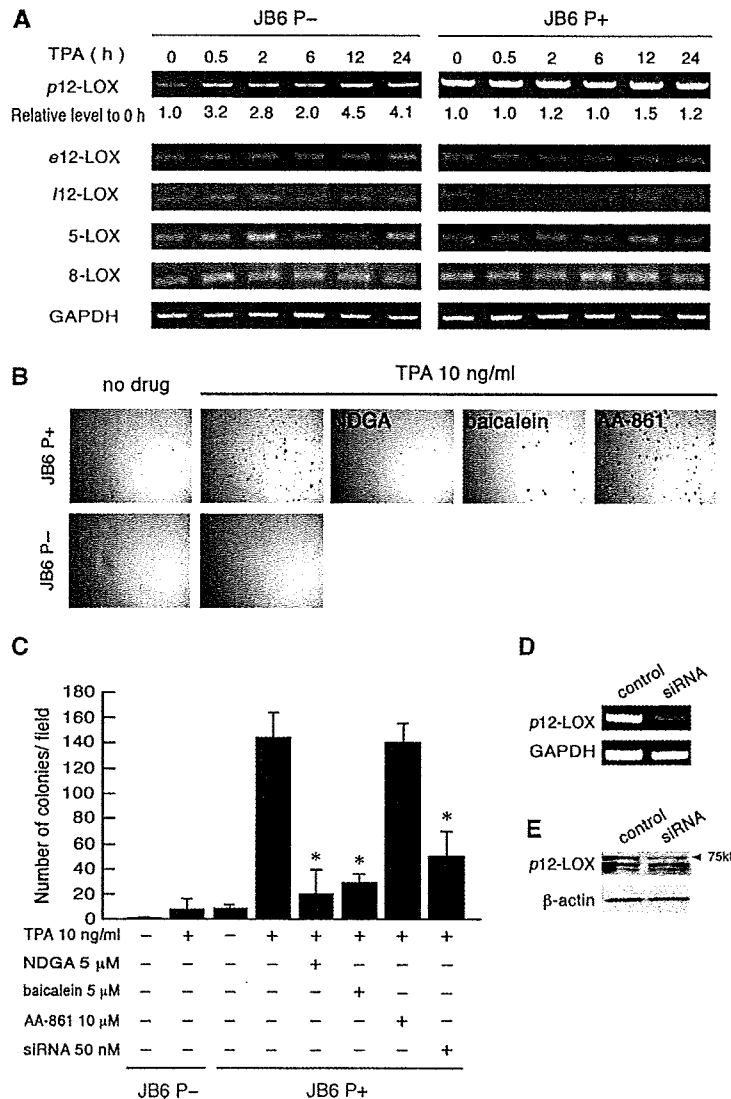 A
JB6 P– JB6 P+
TPA ( h ) 0 0.5 2 6 12 24 0 0.5 2 6 12 24
p12-LOX
Relative level to 0 h 1.0 3.2 2.8 2.0 4.5 4.1 1.0 1.0 1.2 1.0 1.5 1.2
e12-LOX
l12-LOX
5-LOX
8-LOX
GAPDH
B
no drug TPA 10 ng/ml
JB6 P+ NDGA baicalein AA-861
JB6 P–
C
Number of colonies/ field
180
160
140
120
100
80
60
40
20
0
* * *
TPA 10 ng/ml – + – + + + + +
NDGA 5 µM – – – – + – – –
baicalein 5 µM – – – – – + – –
AA-861 10 µM – – – – – – + –
siRNA 50 nM – – – – – – – +
JB6 P– JB6 P+
D
control siRNA
p12-LOX
GAPDH
E
control siRNA
p12-LOX 75k
β-actin